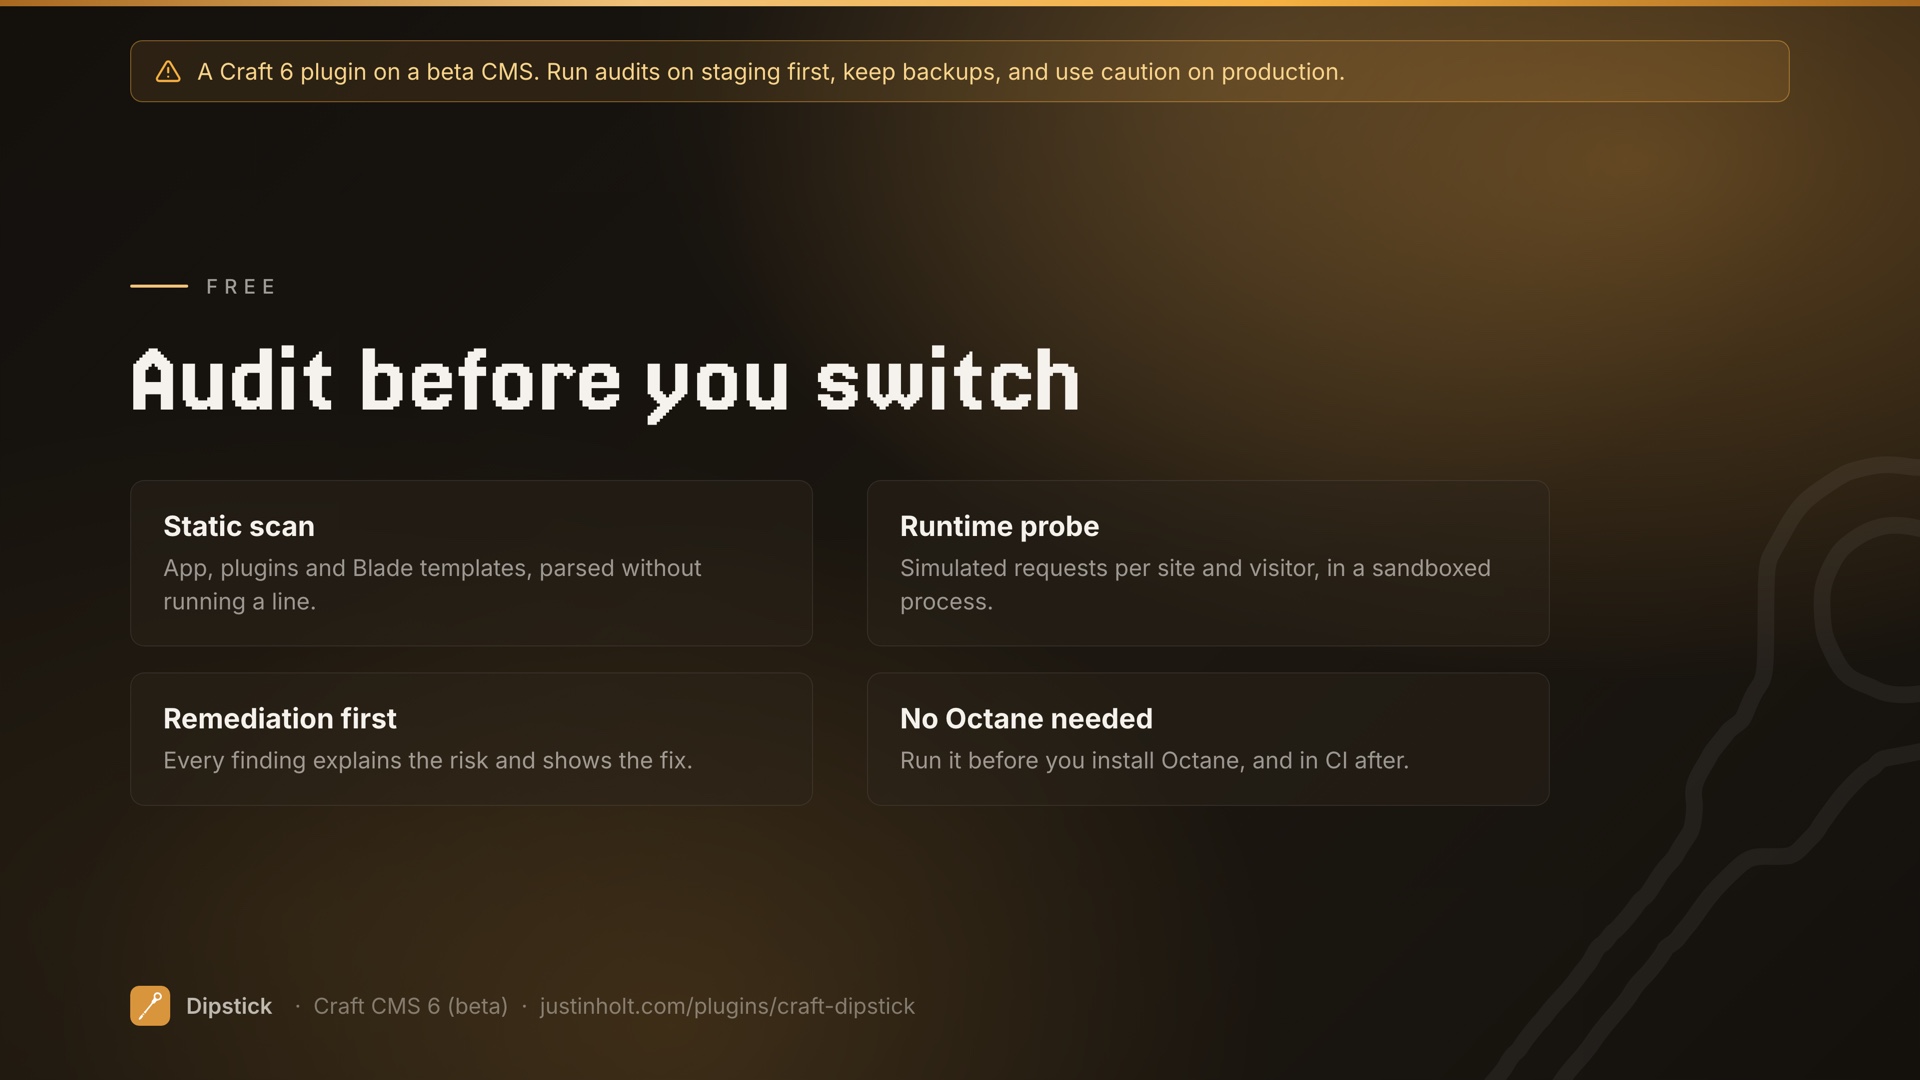 A Craft 6 plugin on a beta CMS. Run audits on staging first, keep backups, and use caution on production.
FREE
Audit before you switch
Static scan
App, plugins and Blade templates, parsed without
running a line.
Runtime probe
Simulated requests per site and visitor, in a sandboxed
process.
Remediation first
Every finding explains the risk and shows the fix.
No Octane needed
Run it before you install Octane, and in CI after.
Dipstick · Craft CMS 6 (beta) · justinholt.com/plugins/craft-dipstick